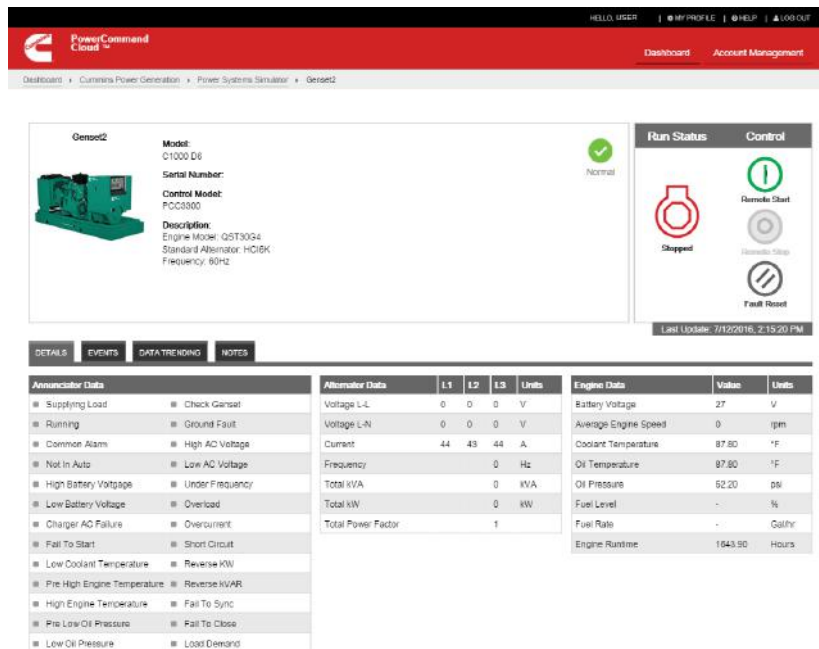 HELLO, USER | MY PROFILE | HELP | LOG OUT
PowerCommand
Cloud ™
Dashboard Account Management
Dashboard › Cummins Power Generation › Power Systems Simulator › Genset2
Genset2
Model:
C1000 D6
Serial Number:
Control Model:
PCC3300
Description:
Engine Model: QST30G4
Standard Alternator: HCI6K
Frequency: 60Hz
Normal
Run Status Control
Stopped
Remote Start
Remote Stop
Fault Reset
Last Update: 7/12/2016, 2:15:20 PM
DETAILS EVENTS DATA TRENDING NOTES
Annunciator Data
Supplying Load Check Genset
Running Ground Fault
Common Alarm High AC Voltage
Not In Auto Low AC Voltage
High Battery Voltpage Under Frequency
Low Battery Voltage Overload
Charger AC Failure Overcurrent
Fail To Start Short Circuit
Low Coolant Temperature Reverse KW
Pre High Engine Temperature Reverse KVAR
High Engine Temperature Fail To Sync
Pre Low Oil Pressure Fail To Close
Low Oil Pressure Load Demand
Alternator Data L1 L2 L3 Units
Voltage L-L 0 0 0 V
Voltage L-N 0 0 0 V
Current 44 43 44 A
Frequency 0 Hz
Total kVA 0 kVA
Total kW 0 kW
Total Power Factor 1
Engine Data Value Units
Battery Voltage 27 V
Average Engine Speed 0 rpm
Coolant Temperature 87.80 °F
Oil Temperature 87.80 °F
Oil Pressure 52.20 psi
Fuel Level - %
Fuel Rate - Gal/hr
Engine Runtime 1643.90 Hours